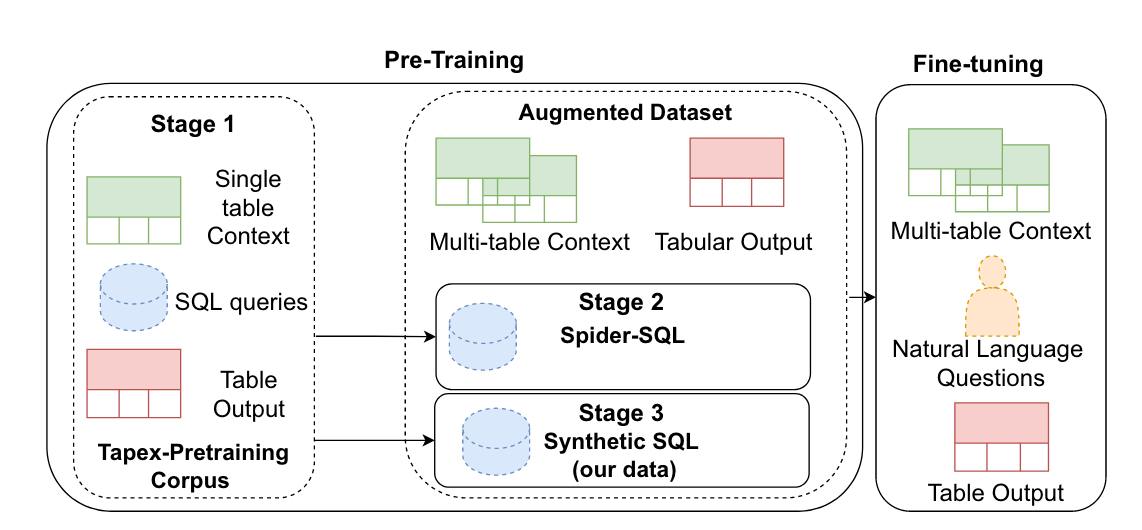 Pre-Training
Fine-tuning
Stage 1
Single
table
Context
SQL queries
Table
Output
Tapex-Pretraining
Corpus
Augmented Dataset
Multi-table Context
Tabular Output
Stage 2
Spider-SQL
Stage 3
Synthetic SQL
(our data)
Multi-table Context
Natural Language
Questions
Table Output